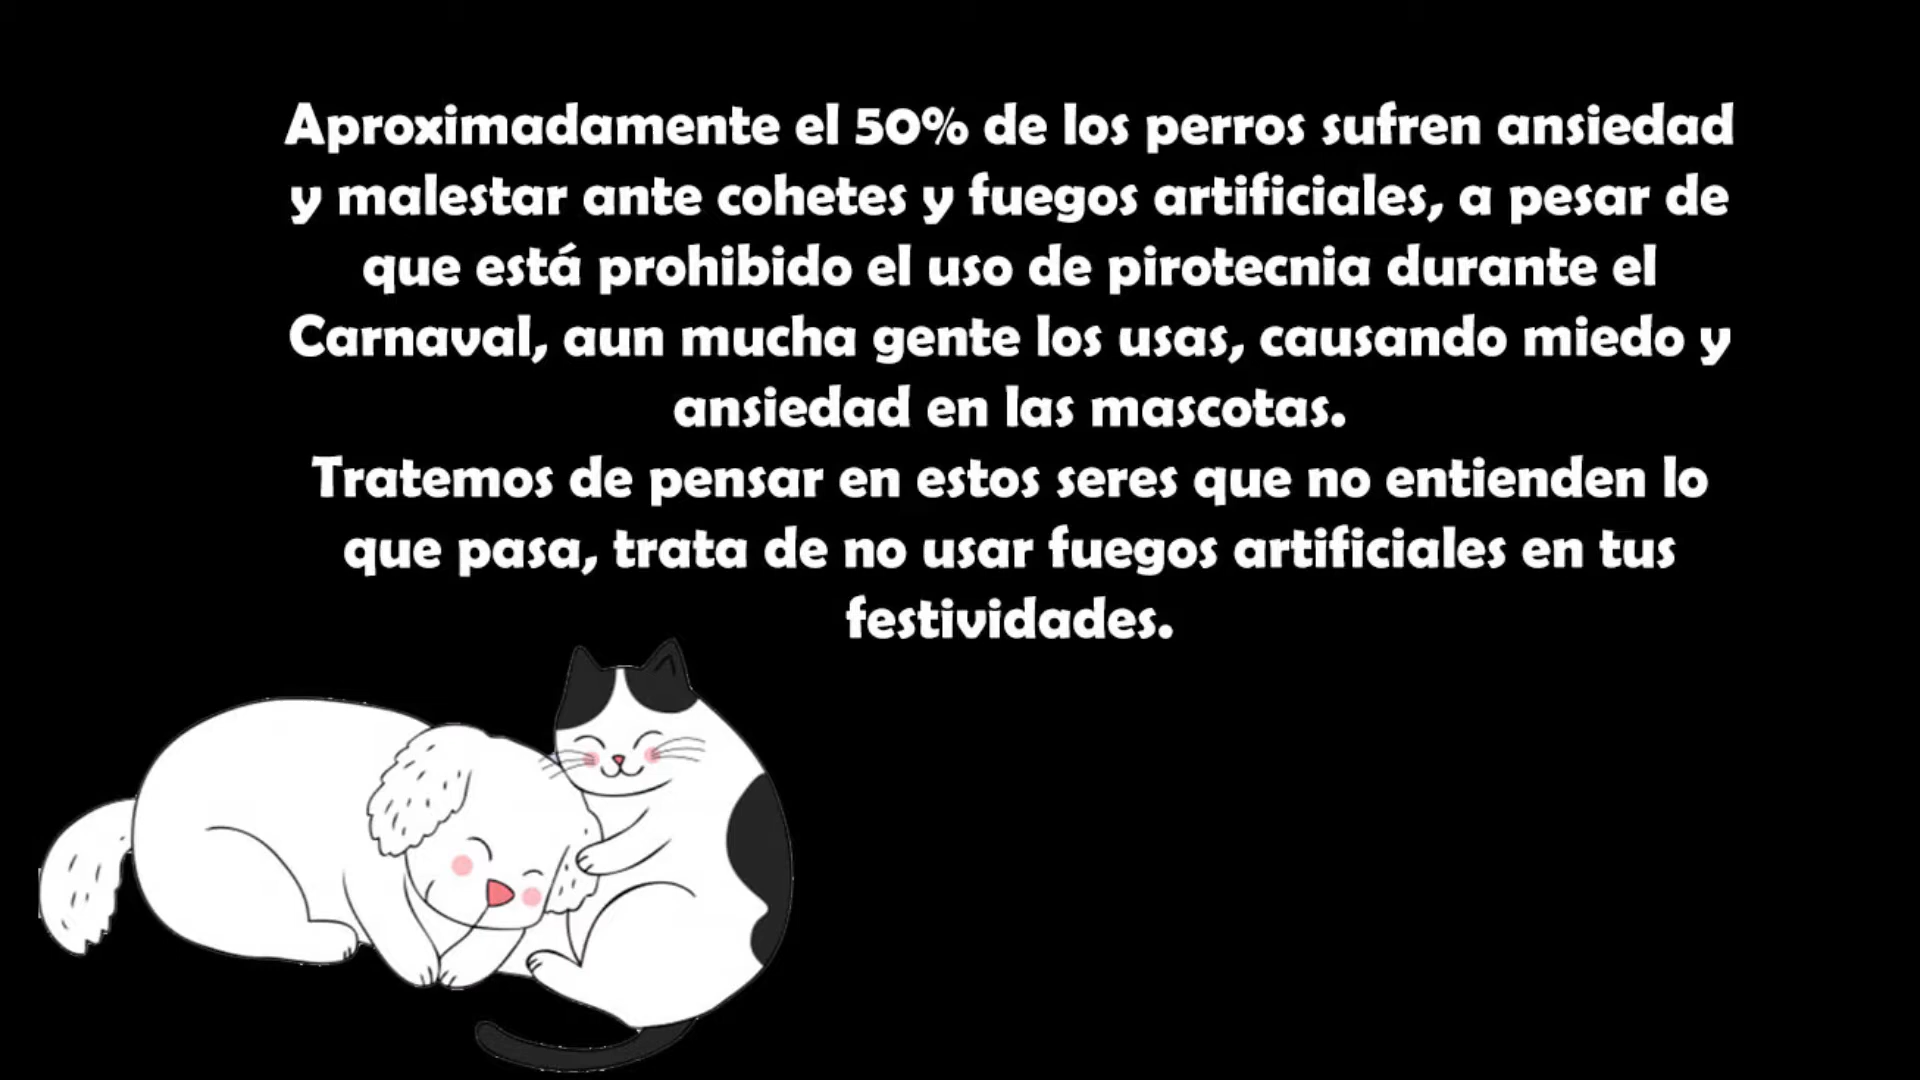 Aproximadamente el 50% de los perros sufren ansiedad
y malestar ante cohetes y fuegos artificiales, a pesar de
que está prohibido el uso de pirotecnia durante el
Carnaval, aun mucha gente los usas, causando miedo y
ansiedad en las mascotas.
Tratemos de pensar en estos seres que no entienden lo
que pasa, trata de no usar fuegos artificiales en tus
festividades.